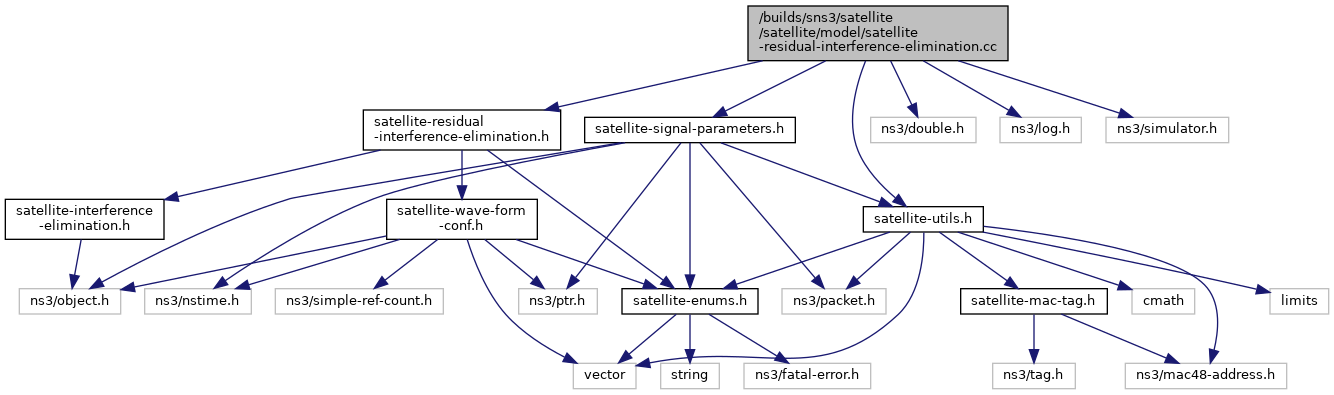 /builds/sns3/satellite
/satellite/model/satellite
-residual-interference-elimination.cc
satellite-residual
-interference-elimination.h
satellite-signal-parameters.h
ns3/double.h
ns3/log.h
ns3/simulator.h
satellite-interference
-elimination.h
satellite-wave-form
-conf.h
satellite-utils.h
ns3/object.h
ns3/nstime.h
ns3/simple-ref-count.h
ns3/ptr.h
satellite-enums.h
ns3/packet.h
satellite-mac-tag.h
cmath
limits
vector
string
ns3/fatal-error.h
ns3/tag.h
ns3/mac48-address.h